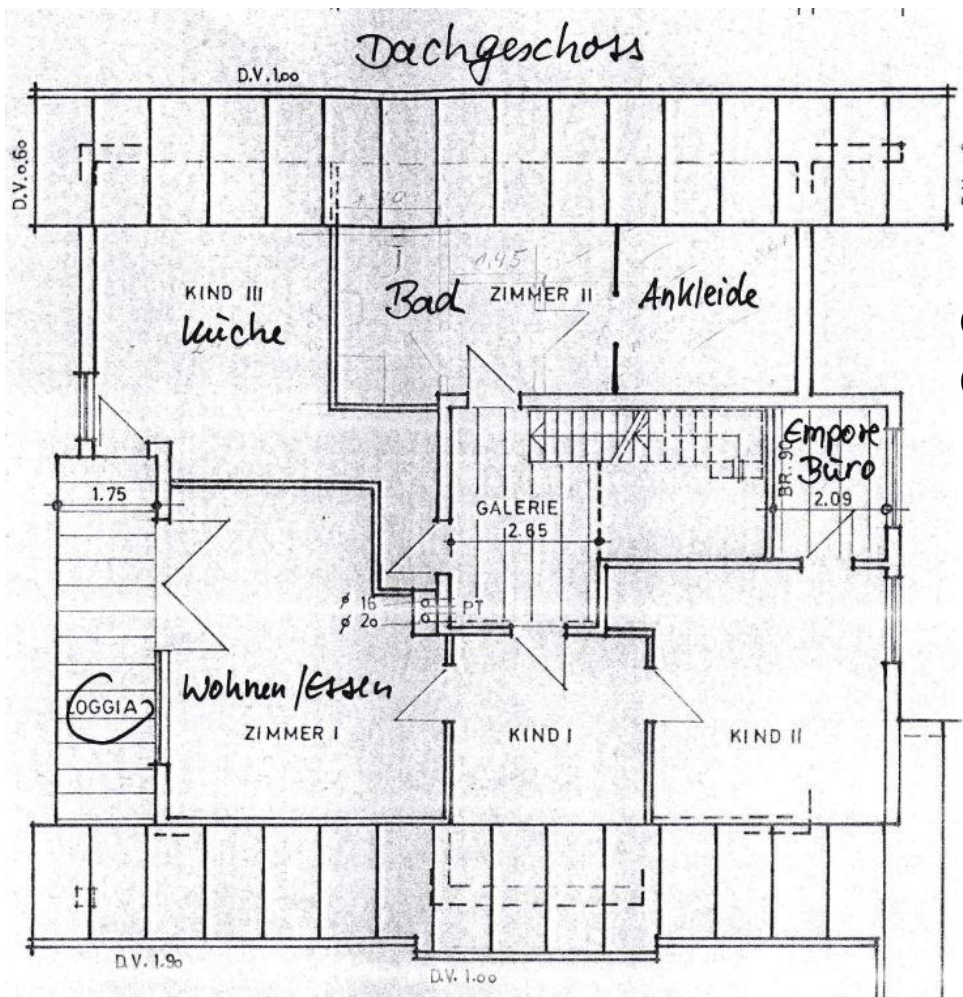 Dachgeschoss
D.V. 1.00
D.V. 0.60
1.45
KIND III
Küche
Bad
ZIMMER II
Ankleide
Empore
Büro
BR. 90
2.09
1.75
GALERIE
2.65
∅ 16
∅ 20
PT
LOGGIA
Wohnen/Essen
ZIMMER I
KIND I
KIND II
D.V. 1.90
D.V. 1.00